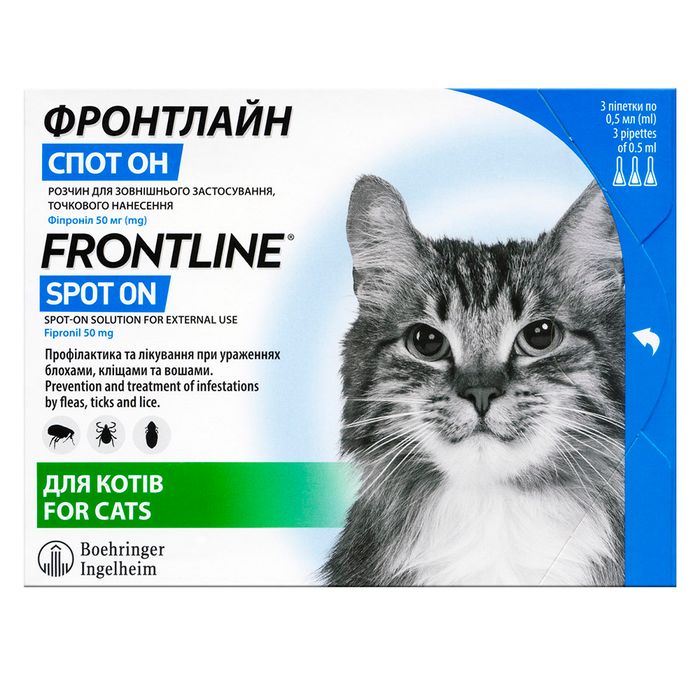 ФРОНТЛАЙН
СПОТ ОН
РОЗЧИН ДЛЯ ЗОВНІШНЬОГО ЗАСТОСУВАННЯ,
ТОЧКОВОГО НАНЕСЕННЯ
Фіпроніл 50 мг (mg)
FRONTLINE®
SPOT ON
SPOT-ON SOLUTION FOR EXTERNAL USE
Fipronil 50 mg
Профілактика та лікування при ураженнях
блохами, кліщами та вошами.
Prevention and treatment of infestations
by fleas, ticks and lice.
ДЛЯ КОТІВ
FOR CATS
Boehringer
Ingelheim
3 піпетки по
0,5 мл (ml)
3 pipettes
of 0.5 ml